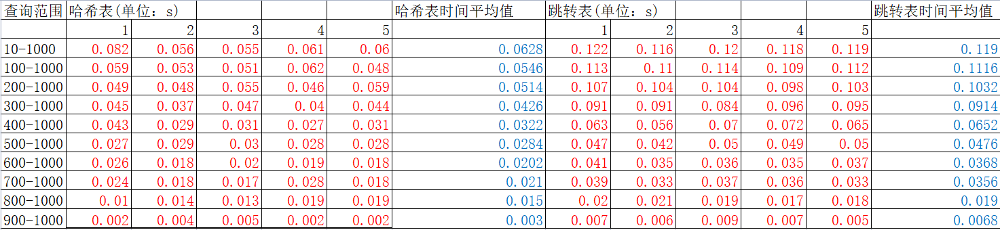 查询范围 哈希表(单位：s) 哈希表时间平均值 跳转表(单位：s) 跳转表时间平均值
1 2 3 4 5 1 2 3 4 5
10-1000 0.082 0.056 0.055 0.061 0.06 0.0628 0.122 0.116 0.12 0.118 0.119 0.119
100-1000 0.059 0.053 0.051 0.062 0.048 0.0546 0.113 0.11 0.114 0.109 0.112 0.1116
200-1000 0.049 0.048 0.055 0.046 0.059 0.0514 0.107 0.104 0.104 0.098 0.103 0.1032
300-1000 0.045 0.037 0.047 0.04 0.044 0.0426 0.091 0.091 0.084 0.096 0.095 0.0914
400-1000 0.043 0.029 0.031 0.027 0.031 0.0322 0.063 0.056 0.07 0.072 0.065 0.0652
500-1000 0.027 0.029 0.03 0.028 0.028 0.0284 0.047 0.042 0.05 0.049 0.05 0.0476
600-1000 0.026 0.018 0.02 0.019 0.018 0.0202 0.041 0.035 0.036 0.035 0.037 0.0368
700-1000 0.024 0.018 0.017 0.028 0.018 0.021 0.039 0.033 0.037 0.036 0.033 0.0356
800-1000 0.01 0.014 0.013 0.019 0.019 0.015 0.02 0.021 0.019 0.017 0.018 0.019
900-1000 0.002 0.004 0.005 0.002 0.002 0.003 0.007 0.006 0.009 0.007 0.005 0.0068